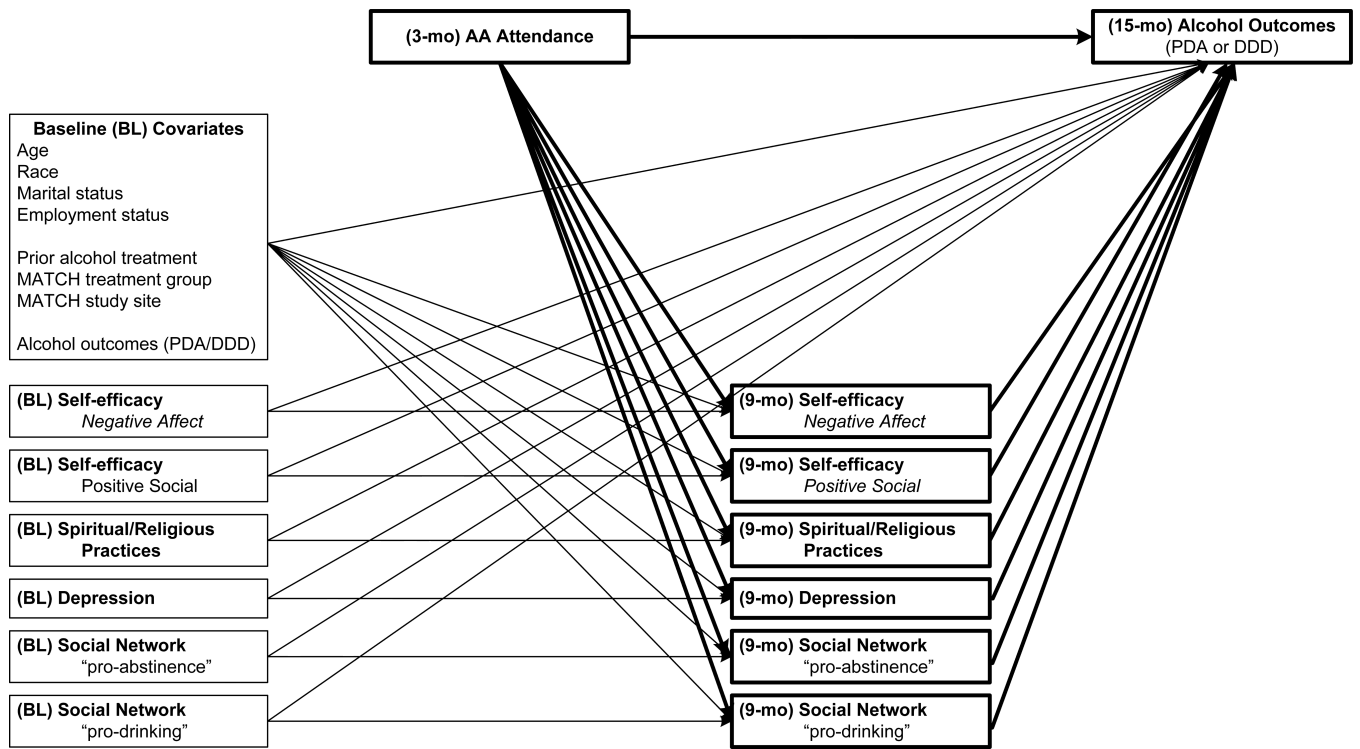 (3-mo) AA Attendance
(15-mo) Alcohol Outcomes
(PDA or DDD)
Baseline (BL) Covariates
Age
Race
Marital status
Employment status
Prior alcohol treatment
MATCH treatment group
MATCH study site
Alcohol outcomes (PDA/DDD)
(BL) Self-efficacy
Negative Affect
(BL) Self-efficacy
Positive Social
(BL) Spiritual/Religious
Practices
(BL) Depression
(BL) Social Network
“pro-abstinence”
(BL) Social Network
“pro-drinking”
(9-mo) Self-efficacy
Negative Affect
(9-mo) Self-efficacy
Positive Social
(9-mo) Spiritual/Religious
Practices
(9-mo) Depression
(9-mo) Social Network
“pro-abstinence”
(9-mo) Social Network
“pro-drinking”